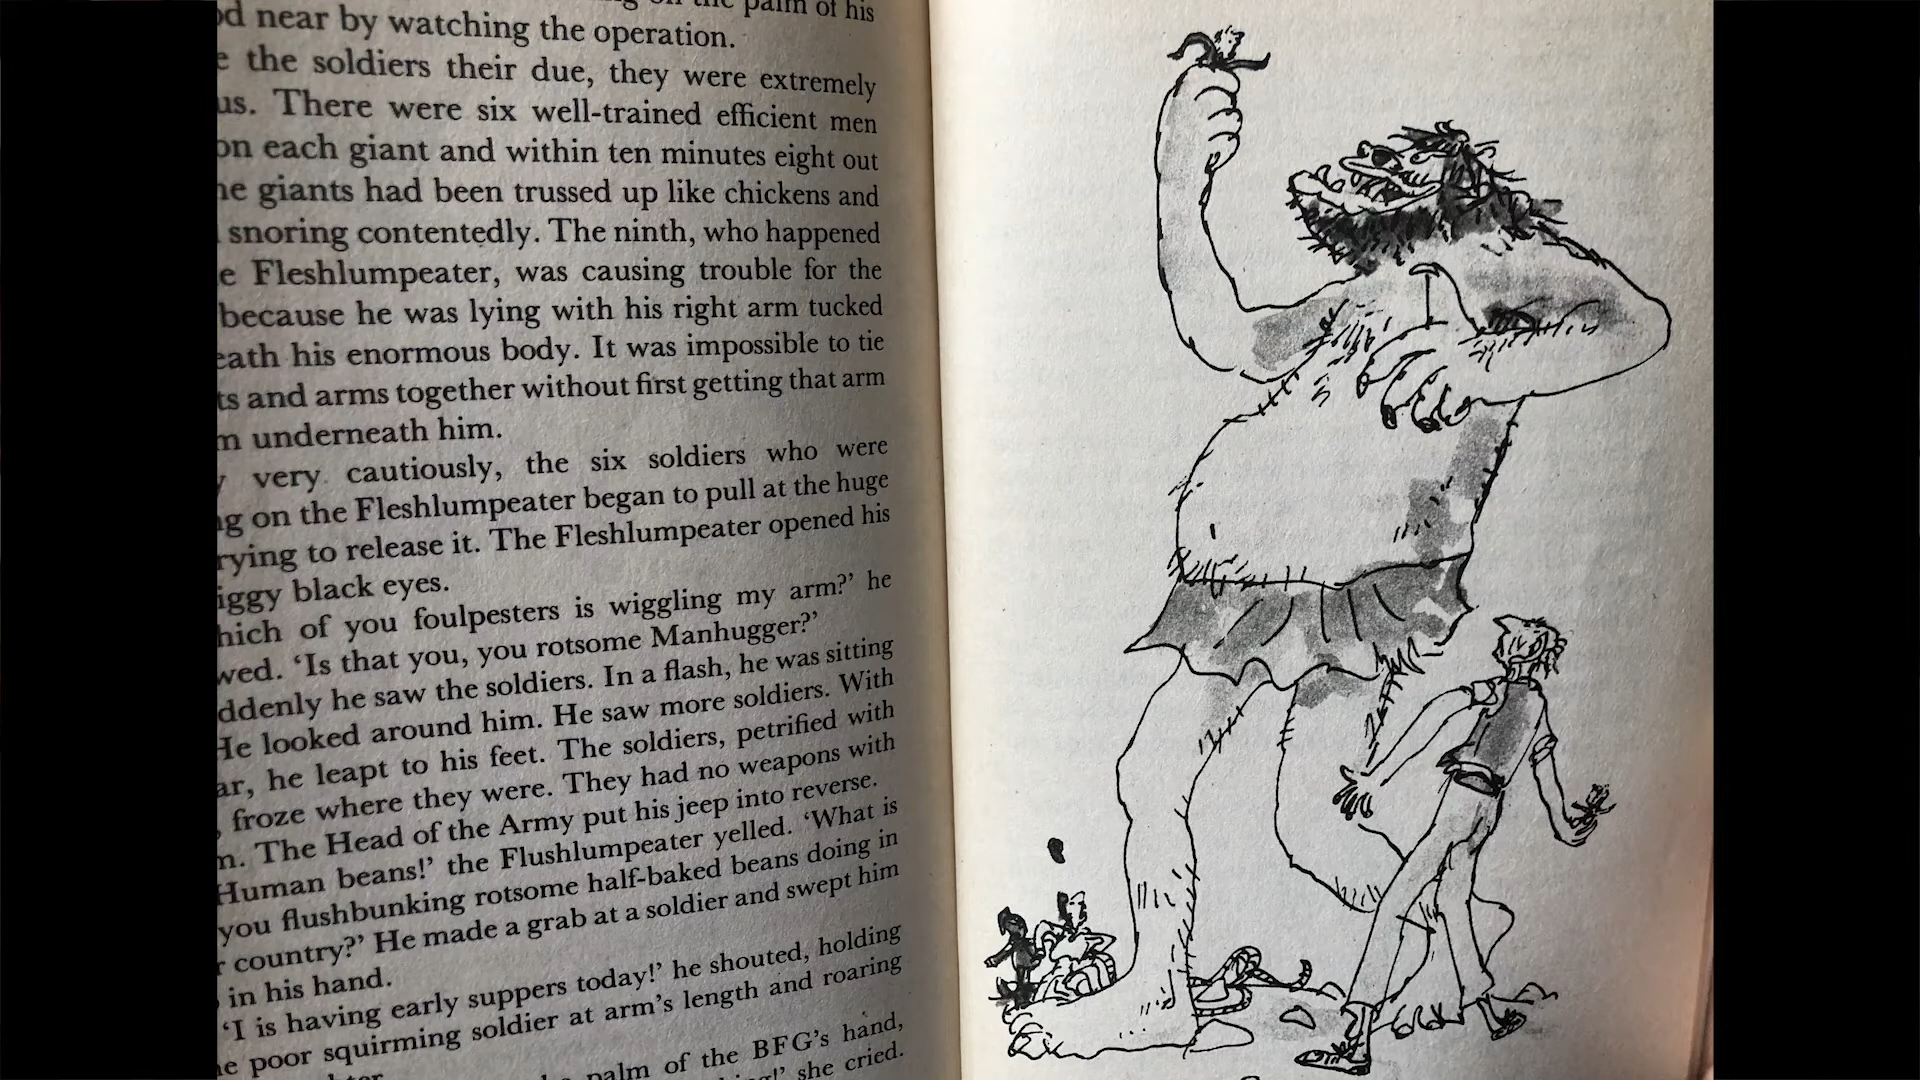 palm of his
near by watching the operation.
the soldiers their due, they were extremely
There were six well-trained efficient men
on each giant and within ten minutes eight out
giants had been trussed up like chickens and
snoring contentedly. The ninth, who happened
Fleshlumpeater, was causing trouble for the
because he was lying with his right arm tucked
his enormous body. It was impossible to tie
and arms together without first getting that arm
underneath him.
very cautiously, the six soldiers who were
on the Fleshlumpeater began to pull at the huge
to release it. The Fleshlumpeater opened his
black eyes.
of you foulpesters is wiggling my arm?’ he
‘Is that you, you rotsome Manhugger?’
he saw the soldiers. In a flash, he was sitting
He looked around him. He saw more soldiers. With
he leapt to his feet. The soldiers, petrified with
froze where they were. They had no weapons with
The Head of the Army put his jeep into reverse.
Human beans!’ the Flushlumpeater yelled. ‘What is
you flushbunking rotsome half-baked beans doing in
country?’ He made a grab at a soldier and swept him
in his hand.
‘I is having early suppers today!’ he shouted, holding
poor squirming soldier at arm’s length and roaring
palm of the BFG’s hand,
she cried.